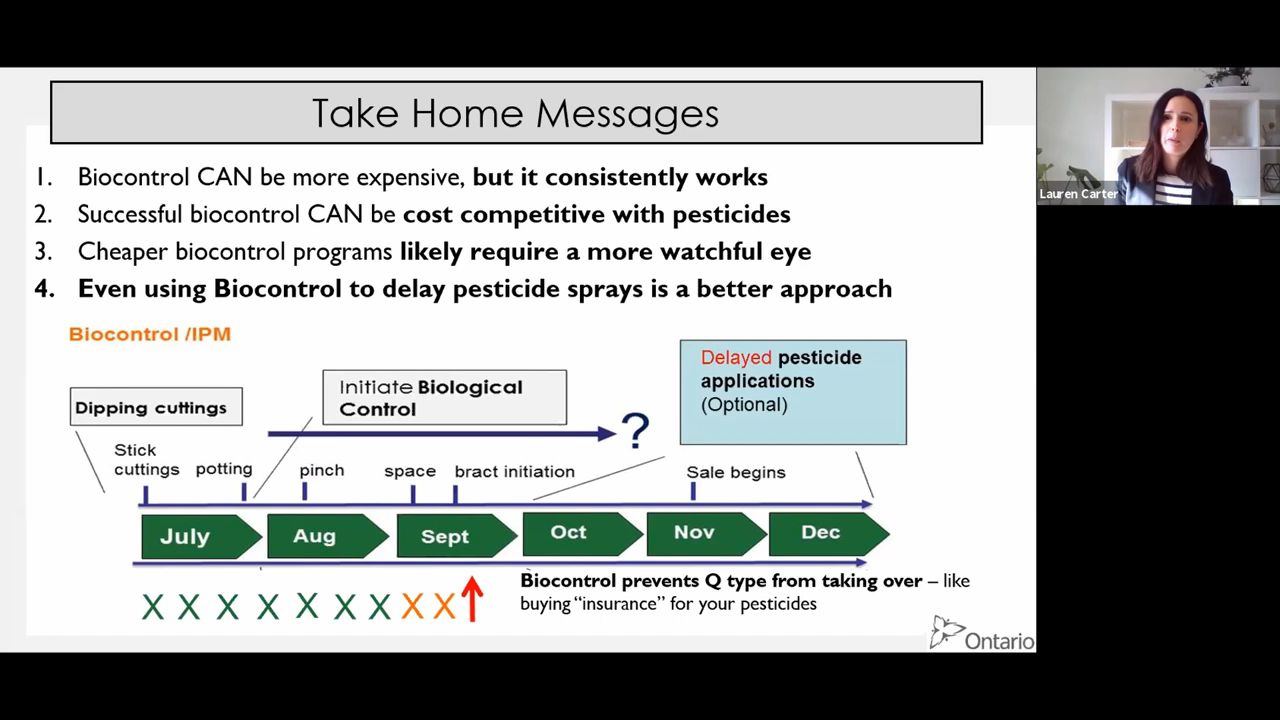 Take Home Messages
1. Biocontrol CAN be more expensive, but it consistently works
2. Successful biocontrol CAN be cost competitive with pesticides
3. Cheaper biocontrol programs likely require a more watchful eye
4. Even using Biocontrol to delay pesticide sprays is a better approach
Lauren Carter
Biocontrol /IPM
Dipping cuttings
Initiate Biological
Control
?
Delayed pesticide
applications
(Optional)
Stick
cuttings
potting
pinch
space
bract initiation
Sale begins
July
Aug
Sept
Oct
Nov
Dec
X X X X X X X X X
Biocontrol prevents Q type from taking over – like
buying “insurance” for your pesticides
Ontario